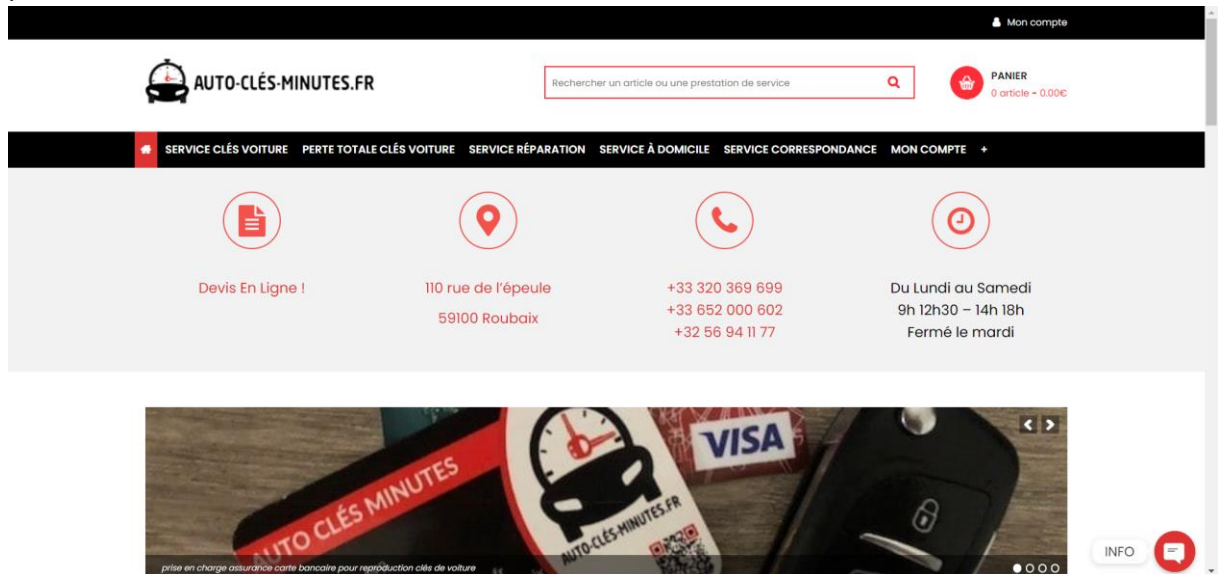 Mon compte
AUTO-CLÉS-MINUTES.FR
Rechercher un article ou une prestation de service
PANIER
0 article - 0.00€
SERVICE CLÉS VOITURE PERTE TOTALE CLÉS VOITURE SERVICE RÉPARATION SERVICE À DOMICILE SERVICE CORRESPONDANCE MON COMPTE +
Devis En Ligne !
110 rue de l'épeule
59100 Roubaix
+33 320 369 699
+33 652 000 602
+32 56 94 11 77
Du Lundi au Samedi
9h 12h30 – 14h 18h
Fermé le mardi
AUTO CLÉS MINUTES
VISA
AUTO-CLÉS-MINUTES.FR
prise en charge assurance carte bancaire pour reproduction clés de voiture
INFO